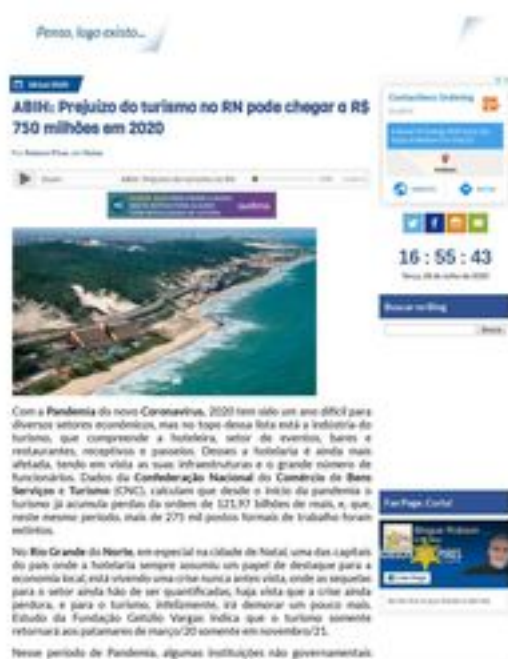 Penso, logo existo...
ABIH: Prejuízo do turismo no RN pode chegar a R$
750 milhões em 2020
16 : 55 : 43
Buscar no Blog
Com a Pandemia do novo Coronavírus, 2020 tem sido um ano difícil para
diversos setores econômicos, mas no topo dessa lista está a indústria do
turismo, que compreende a hoteleira, setor de eventos, bares e
restaurantes, receptivos e passeios. Desses a hotelaria é ainda mais
afetada, tendo em vista as suas infraestruturas e o grande número de
funcionários. Dados da Confederação Nacional do Comércio de Bens
Serviços e Turismo (CNC), calculam que desde o início da pandemia o
turismo já acumula perdas da ordem de 121,97 bilhões de reais, e, que,
neste mesmo período, mais de 275 mil postos formais de trabalho foram
extintos.
Fan Page: Curta!
No Rio Grande do Norte, em especial na cidade de Natal, uma das capitais
do país onde a hotelaria sempre assumiu um papel de destaque para a
economia local, está vivendo uma crise nunca antes vista, onde as sequelas
para o setor ainda hão de ser quantificadas, haja vista que a crise ainda
perdura, e para o turismo, infelizmente, irá demorar um pouco mais.
Estudo da Fundação Getúlio Vargas indica que o turismo somente
retornará aos patamares de março/20 somente em novembro/21.
Nesse período de Pandemia, algumas instituições não governamentais